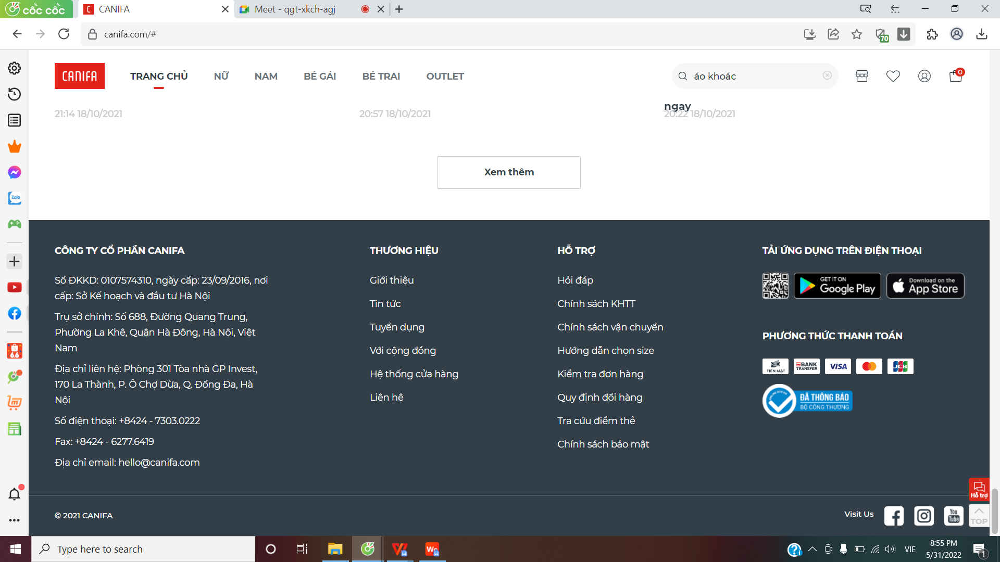 cốc cốc
CANIFA
Meet - qgt-xkch-agj
canifa.com/#
70
CANIFA
TRANG CHỦ
NỮ
NAM
BÉ GÁI
BÉ TRAI
OUTLET
áo khoác
0
ngay
21:14 18/10/2021
20:57 18/10/2021
20:22 18/10/2021
Xem thêm
Zalo
CÔNG TY CỔ PHẦN CANIFA
Số ĐKKD: 0107574310, ngày cấp: 23/09/2016, nơi
cấp: Sở Kế hoạch và đầu tư Hà Nội
Trụ sở chính: Số 688, Đường Quang Trung,
Phường La Khê, Quận Hà Đông, Hà Nội, Việt
Nam
Địa chỉ liên hệ: Phòng 301 Tòa nhà GP Invest,
170 La Thành, P. Ô Chợ Dừa, Q. Đống Đa, Hà
Nội
Số điện thoại: +8424 - 7303.0222
Fax: +8424 - 6277.6419
Địa chỉ email: hello@canifa.com
THƯƠNG HIỆU
Giới thiệu
Tin tức
Tuyển dụng
Với cộng đồng
Hệ thống cửa hàng
Liên hệ
HỖ TRỢ
Hỏi đáp
Chính sách KHTT
Chính sách vận chuyển
Hướng dẫn chọn size
Kiểm tra đơn hàng
Quy định đổi hàng
Tra cứu điểm thẻ
Chính sách bảo mật
TẢI ỨNG DỤNG TRÊN ĐIỆN THOẠI
GET IT ON
Google Play
Download on the
App Store
PHƯƠNG THỨC THANH TOÁN
TIỀN MẶT
BANK
TRANSFER
VISA
JCB
ĐÃ THÔNG BÁO
BỘ CÔNG THƯƠNG
Hỗ trợ
© 2021 CANIFA
Visit Us
You
Tube
TOP
Type here to search
VIE
8:55 PM
5/31/2022
1